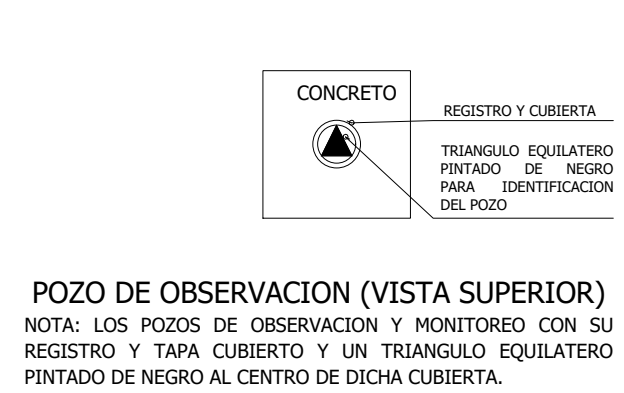 CONCRETO
REGISTRO Y CUBIERTA
TRIANGULO EQUILATERO
PINTADO DE NEGRO
PARA IDENTIFICACION
DEL POZO
POZO DE OBSERVACION (VISTA SUPERIOR)
NOTA: LOS POZOS DE OBSERVACION Y MONITOREO CON SU
REGISTRO Y TAPA CUBIERTO Y UN TRIANGULO EQUILATERO
PINTADO DE NEGRO AL CENTRO DE DICHA CUBIERTA.